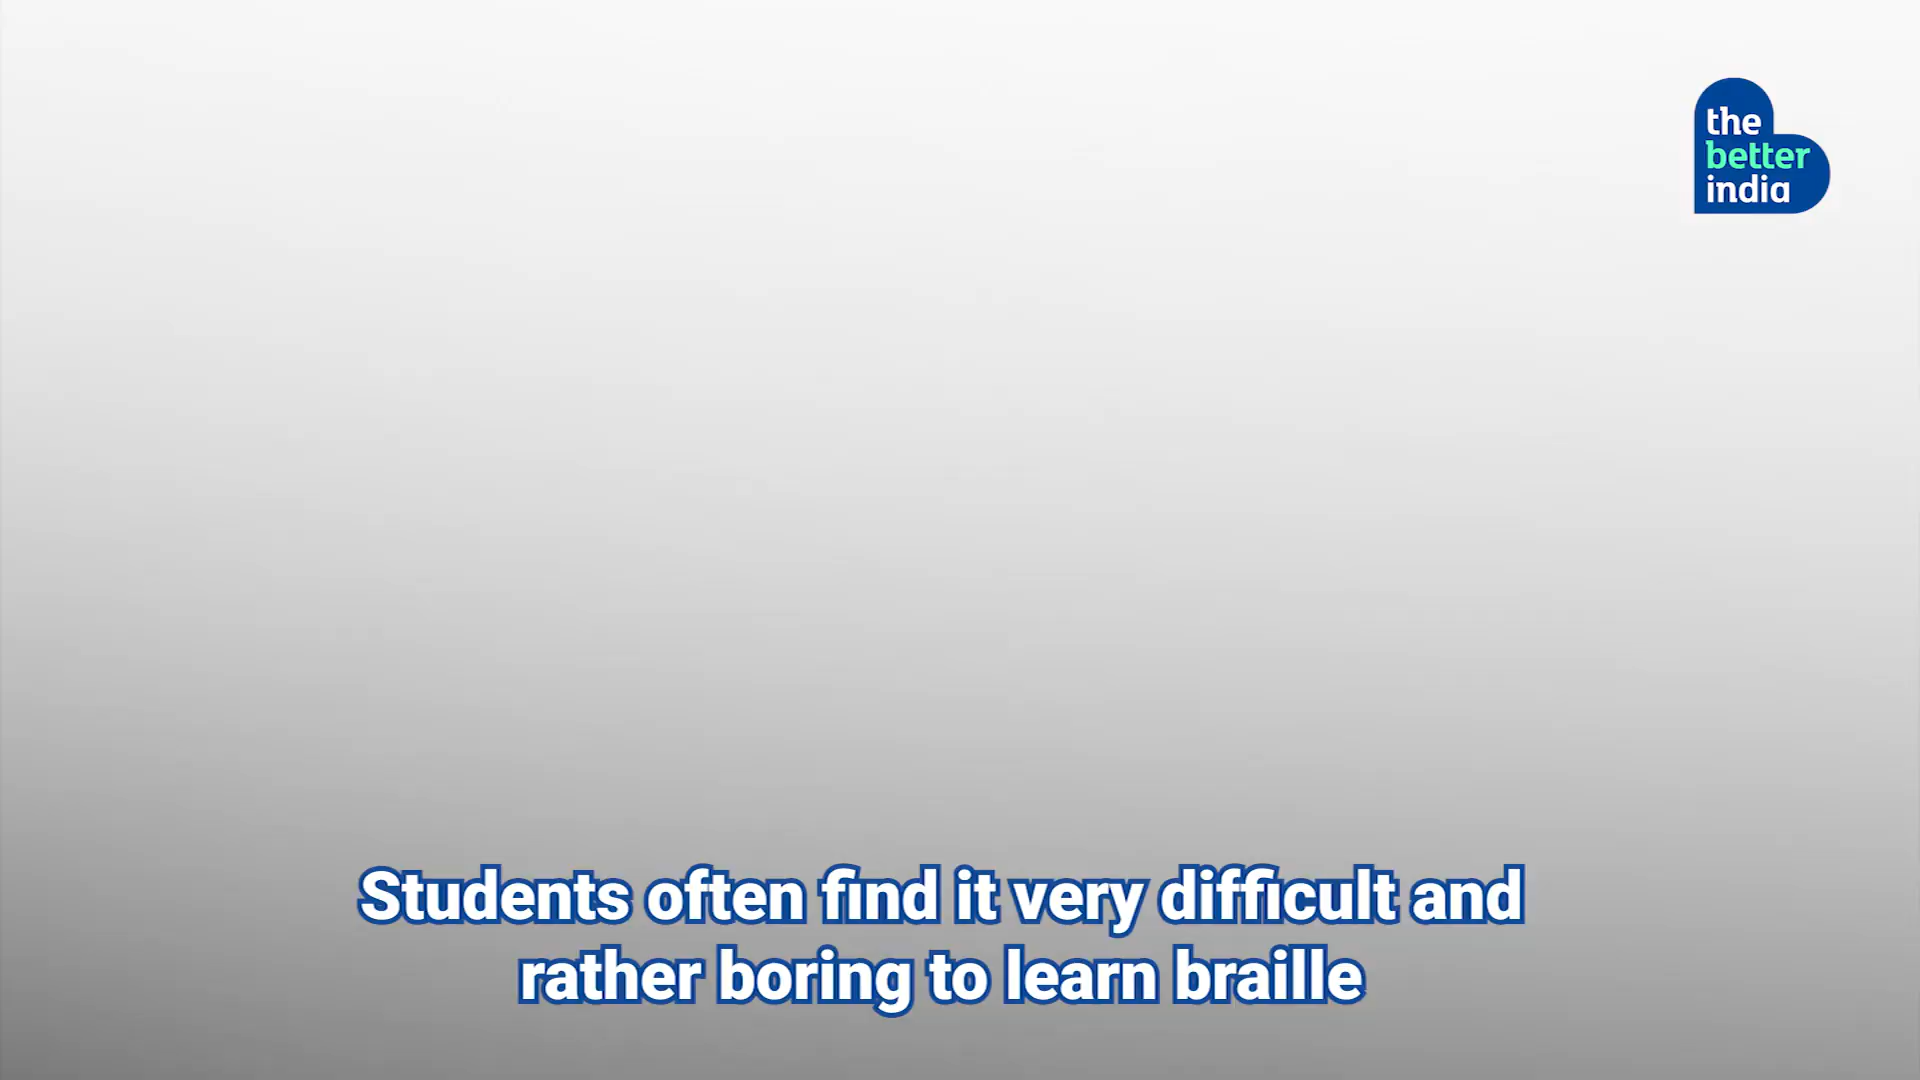 the
better
india
Students often find it very difficult and
rather boring to learn braille